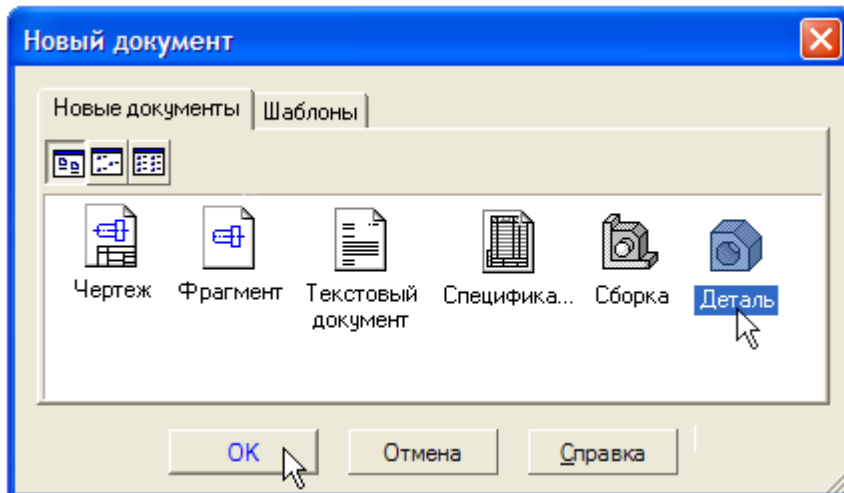 Новый документ
Новые документы Шаблоны
Чертеж Фрагмент Текстовый документ Специфика... Сборка Деталь
OK Отмена Справка